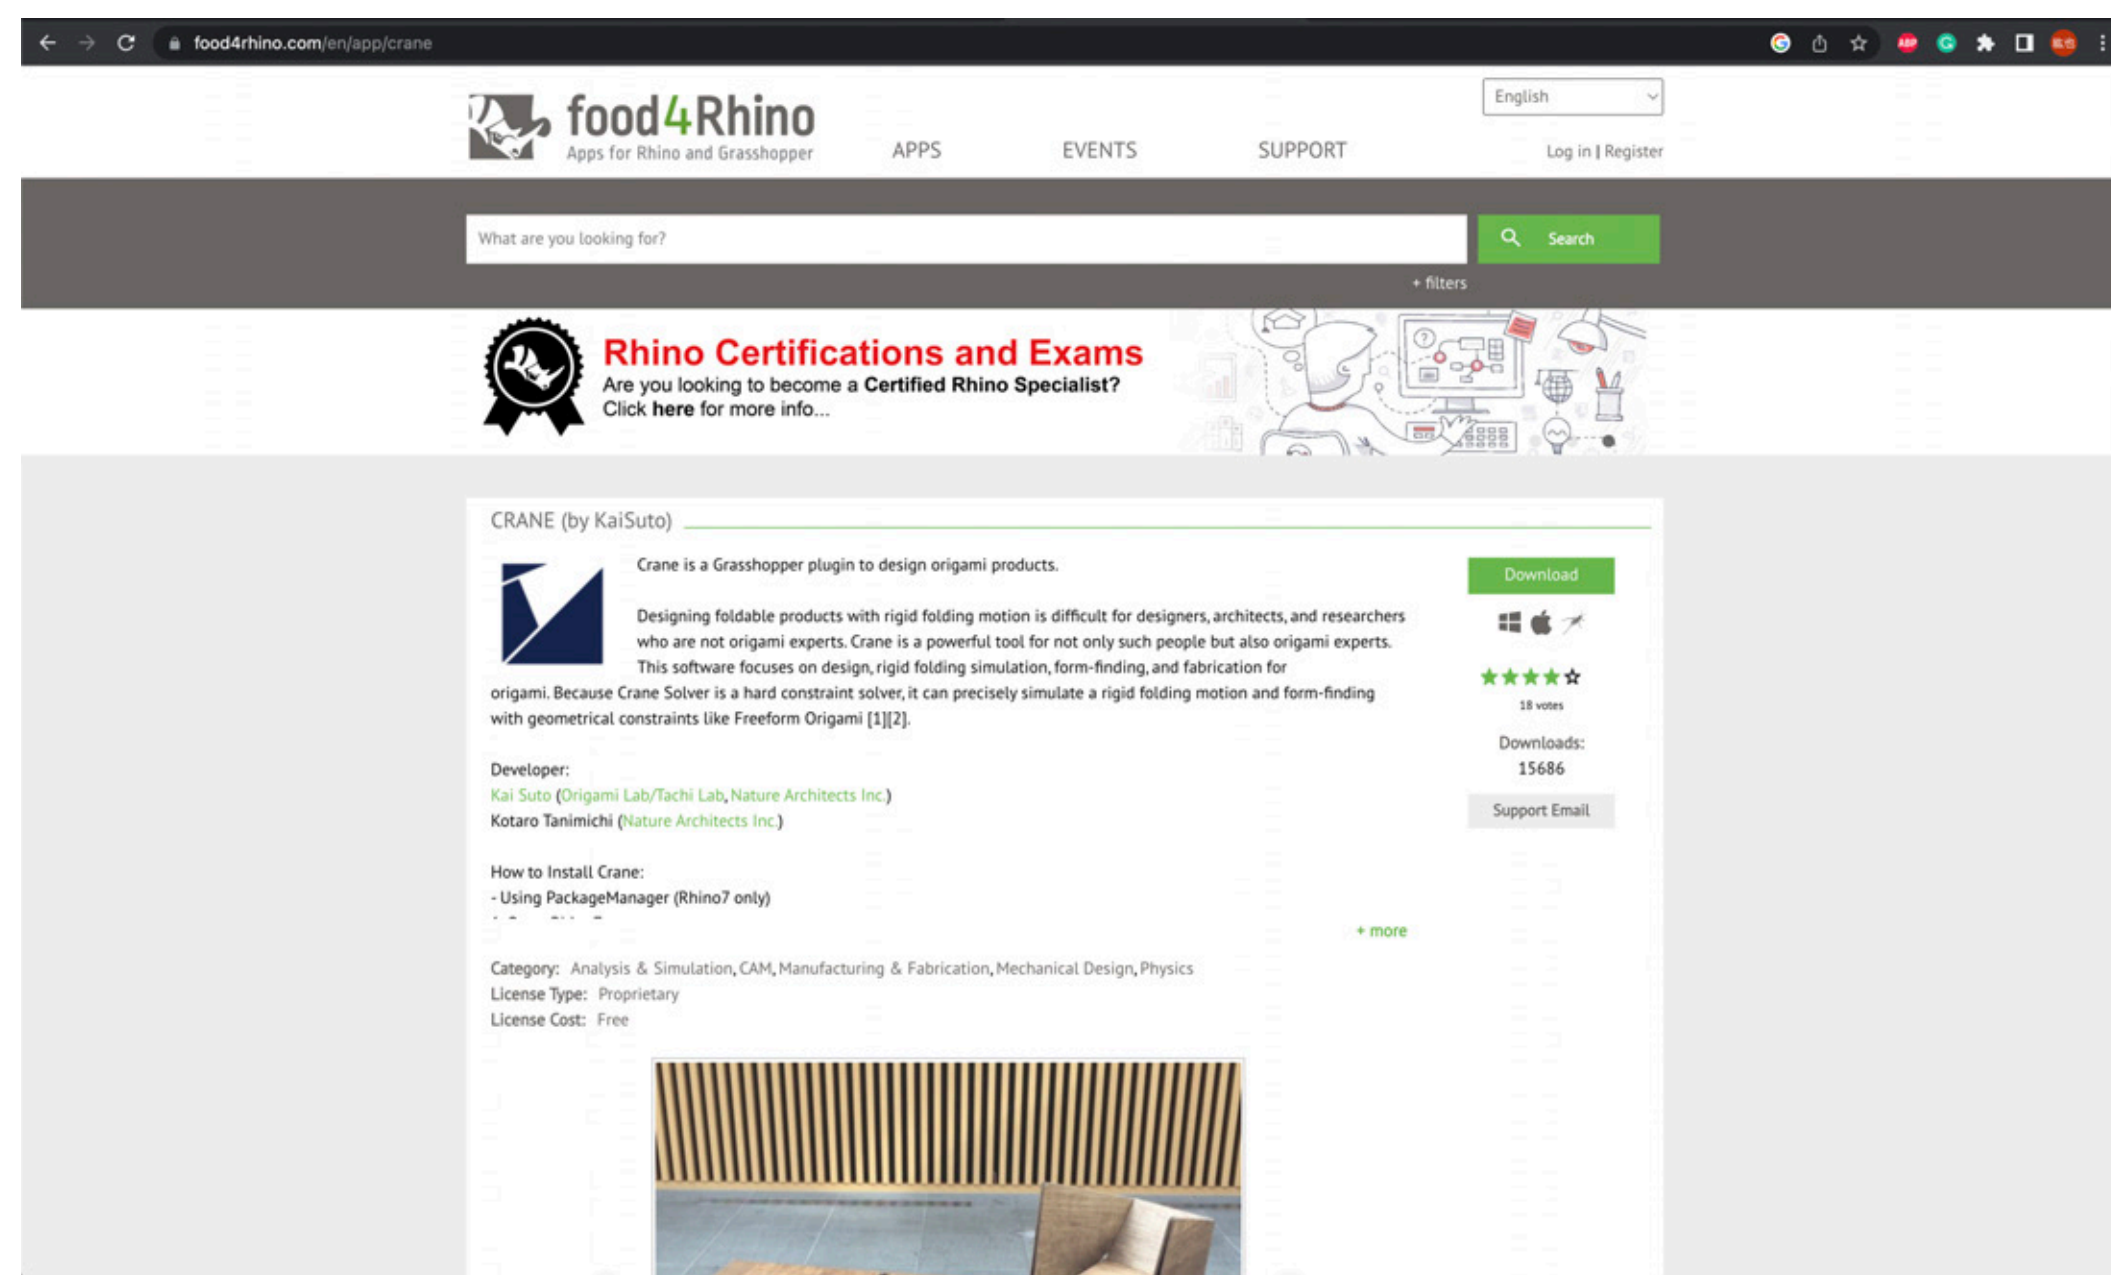 food4rhino.com/en/app/crane
food4Rhino
Apps for Rhino and Grasshopper
APPS
EVENTS
SUPPORT
English
Log in | Register
What are you looking for?
Search
+ filters
Rhino Certifications and Exams
Are you looking to become a Certified Rhino Specialist?
Click here for more info...
CRANE (by KaiSuto)
Crane is a Grasshopper plugin to design origami products.
Designing foldable products with rigid folding motion is difficult for designers, architects, and researchers
who are not origami experts. Crane is a powerful tool for not only such people but also origami experts.
This software focuses on design, rigid folding simulation, form-finding, and fabrication for
origami. Because Crane Solver is a hard constraint solver, it can precisely simulate a rigid folding motion and form-finding
with geometrical constraints like Freeform Origami [1][2].
Developer:
Kai Suto (Origami Lab/Tachi Lab, Nature Architects Inc.)
Kotaro Tanimichi (Nature Architects Inc.)
How to Install Crane:
- Using PackageManager (Rhino7 only)
+ more
Download
18 votes
Downloads:
15686
Support Email
Category: Analysis & Simulation, CAM, Manufacturing & Fabrication, Mechanical Design, Physics
License Type: Proprietary
License Cost: Free